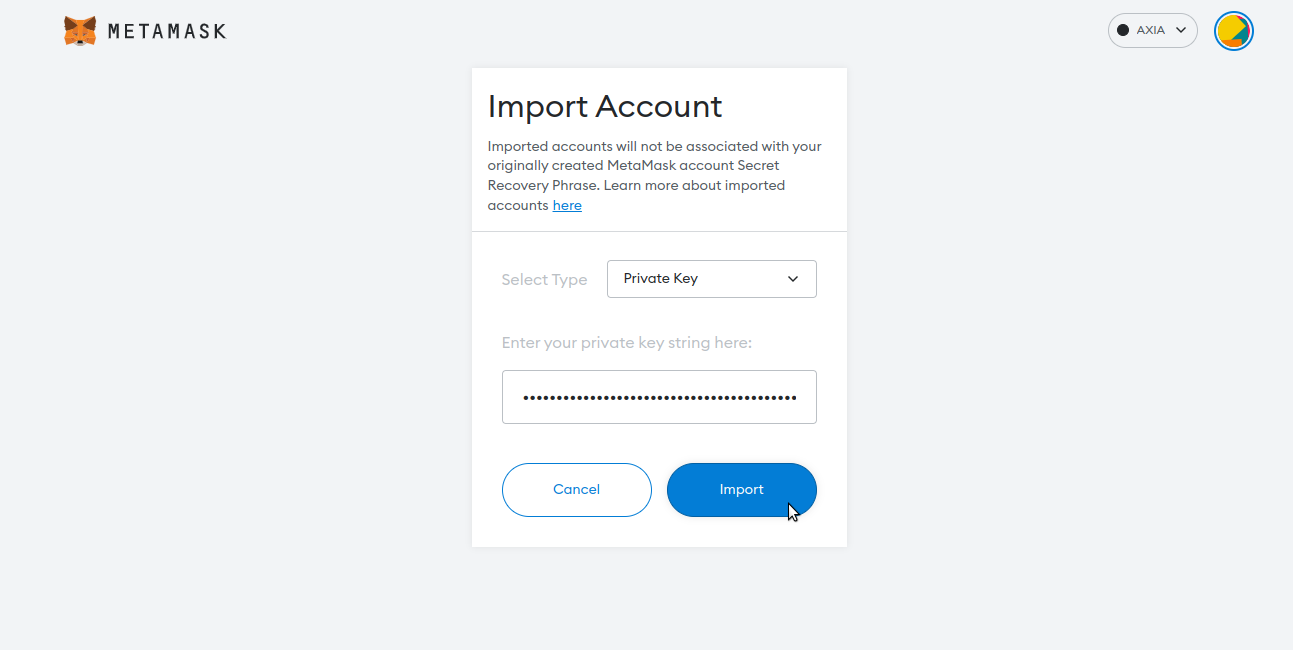 METAMASK
AXIA
Import Account
Imported accounts will not be associated with your
originally created MetaMask account Secret
Recovery Phrase. Learn more about imported
accounts here
Select Type
Private Key
Enter your private key string here:
•••••••••••••••••••••••••••••••••••••••••
Cancel
Import